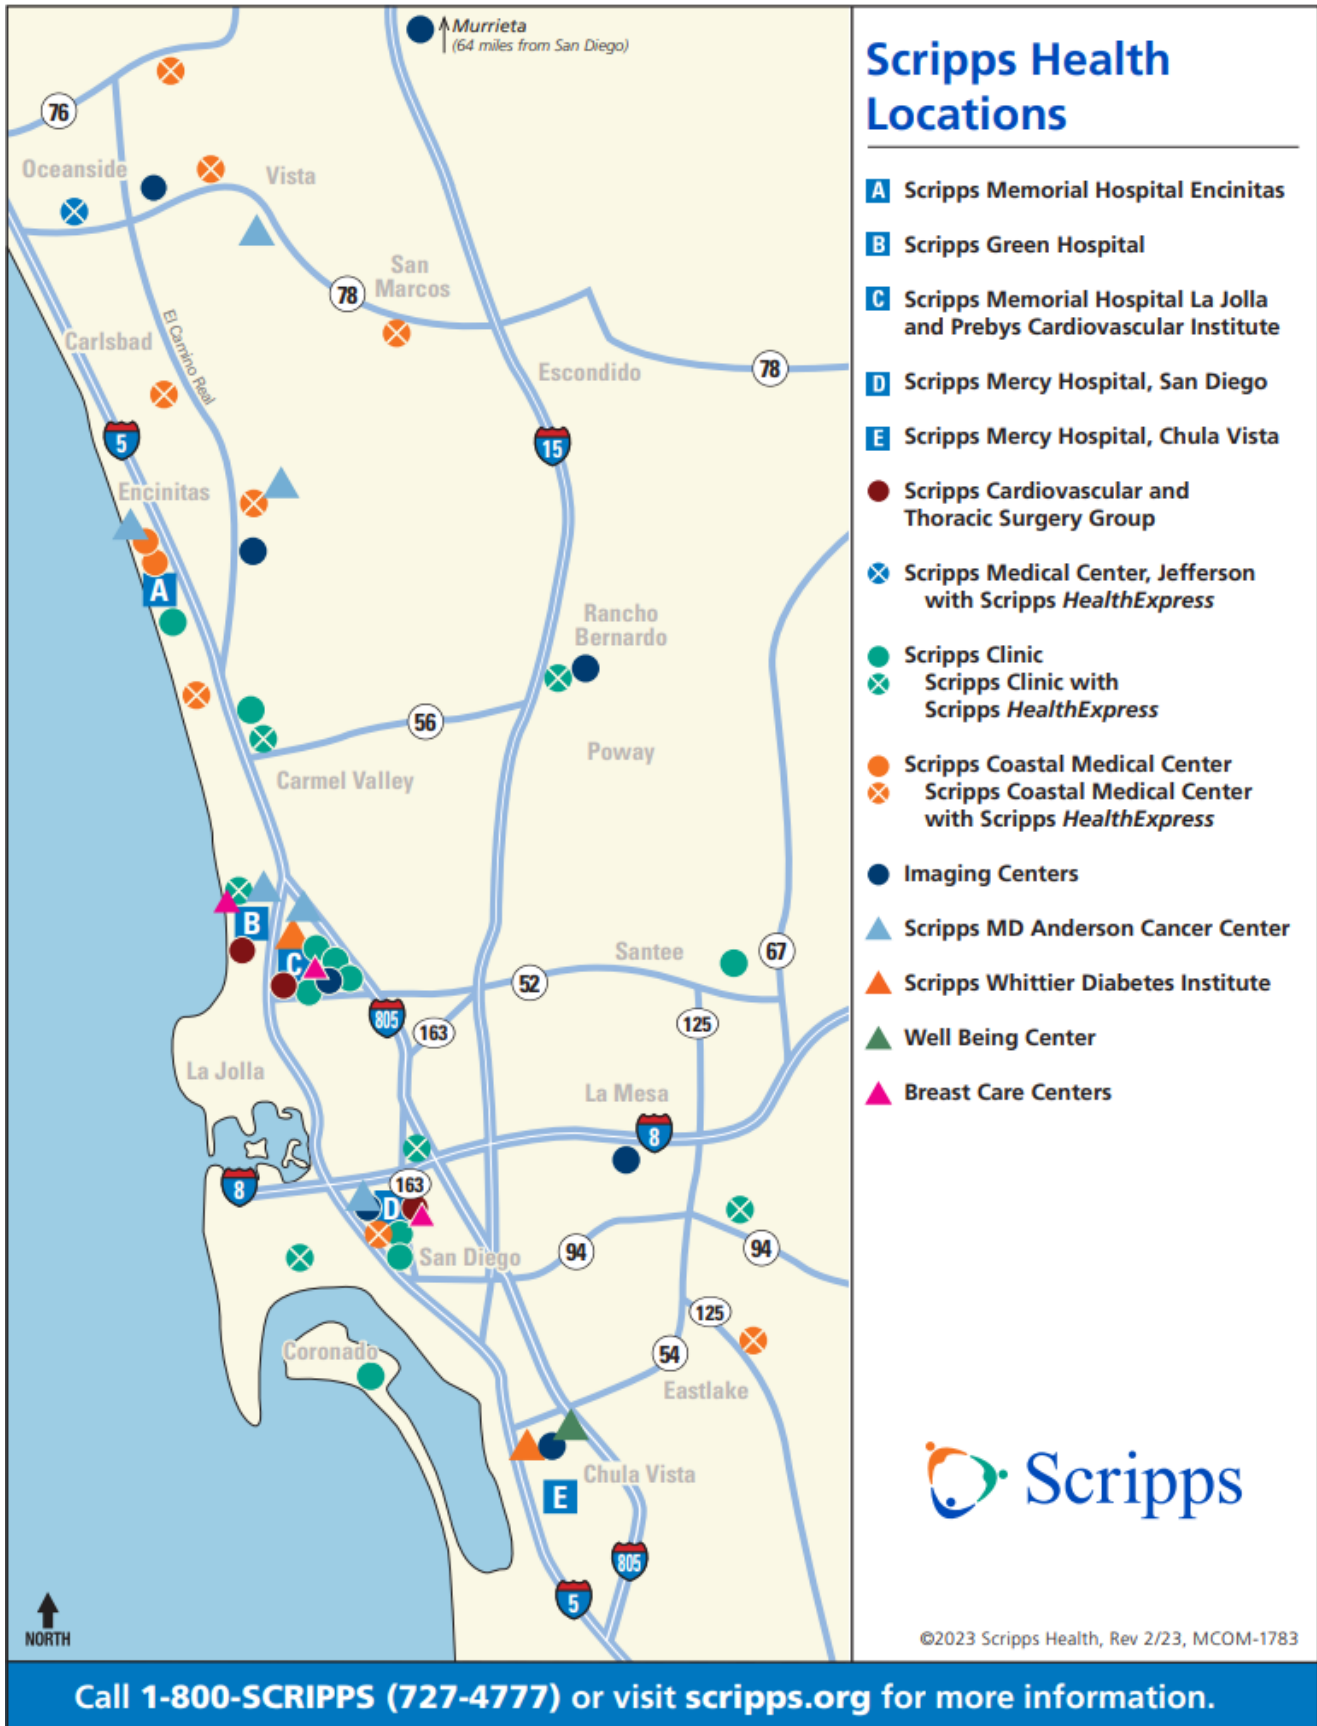 Murrieta
(64 miles from San Diego)
76
Oceanside
Vista
San
Marcos
78
Carlsbad
El Camino Real
Escondido
78
5
15
Encinitas
A
Rancho
Bernardo
56
Poway
Carmel Valley
B
C
Santee
67
52
805
163
125
La Jolla
La Mesa
8
8
163
D
San Diego
94
94
125
Coronado
54
Eastlake
Chula Vista
E
805
5
NORTH
Scripps Health
Locations
A Scripps Memorial Hospital Encinitas
B Scripps Green Hospital
C Scripps Memorial Hospital La Jolla
and Prebys Cardiovascular Institute
D Scripps Mercy Hospital, San Diego
E Scripps Mercy Hospital, Chula Vista
Scripps Cardiovascular and
Thoracic Surgery Group
Scripps Medical Center, Jefferson
with Scripps HealthExpress
Scripps Clinic
Scripps Clinic with
Scripps HealthExpress
Scripps Coastal Medical Center
Scripps Coastal Medical Center
with Scripps HealthExpress
Imaging Centers
Scripps MD Anderson Cancer Center
Scripps Whittier Diabetes Institute
Well Being Center
Breast Care Centers
Scripps
©2023 Scripps Health, Rev 2/23, MCOM-1783
Call 1-800-SCRIPPS (727-4777) or visit scripps.org for more information.